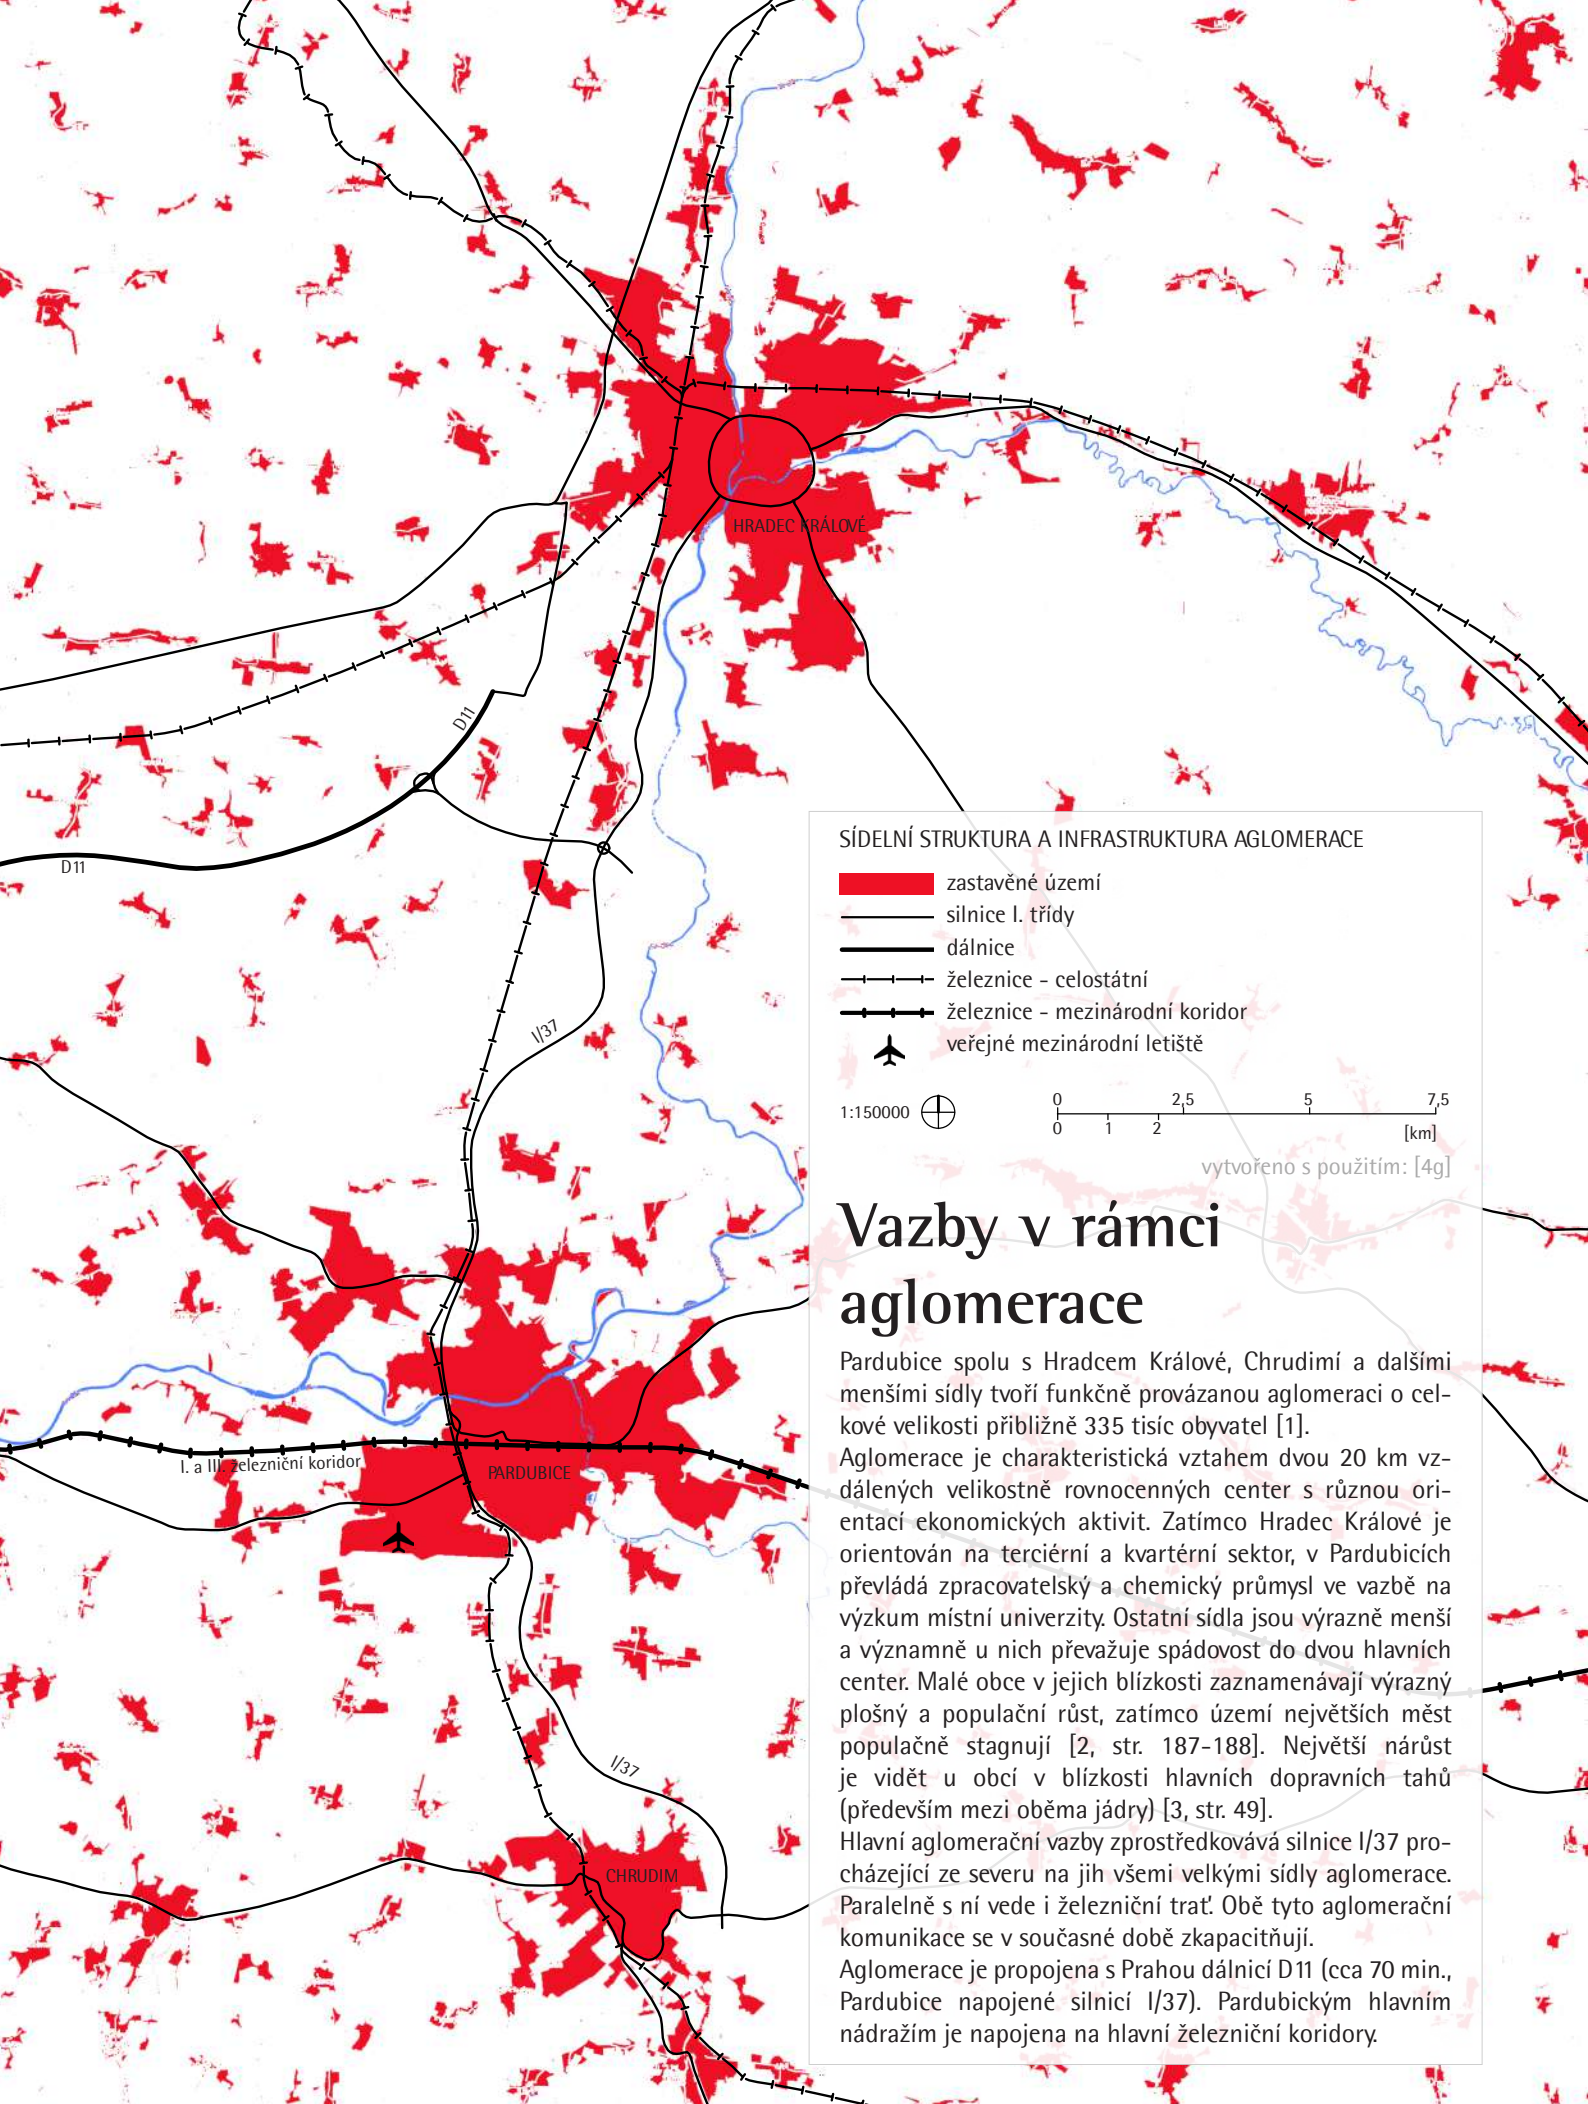 HRADEC KRÁLOVÉ
D11
D11
I/37
I. a III. železniční koridor
PARDUBICE
I/37
CHRUDIM
SÍDELNÍ STRUKTURA A INFRASTRUKTURA AGLOMERACE
zastavěné území
silnice I. třídy
dálnice
železnice - celostátní
železnice - mezinárodní koridor
veřejné mezinárodní letiště
1:150000
0 2,5 5 7,5
0 1 2
[km]
vytvořeno s použitím: [4g]
Vazby v rámci
aglomerace
Pardubice spolu s Hradcem Králové, Chrudimí a dalšími
menšími sídly tvoří funkčně provázanou aglomeraci o cel-
kové velikosti přibližně 335 tisíc obyvatel [1].
Aglomerace je charakteristická vztahem dvou 20 km vz-
dálených velikostně rovnocenných center s různou ori-
entací ekonomických aktivit. Zatímco Hradec Králové je
orientován na terciérní a kvartérní sektor, v Pardubicích
převládá zpracovatelský a chemický průmysl ve vazbě na
výzkum místní univerzity. Ostatní sídla jsou výrazně menší
a významně u nich převažuje spádovost do dvou hlavních
center. Malé obce v jejich blízkosti zaznamenávají výrazný
plošný a populační růst, zatímco území největších měst
populačně stagnují [2, str. 187-188]. Největší nárůst
je vidět u obcí v blízkosti hlavních dopravních tahů
(především mezi oběma jádry) [3, str. 49].
Hlavní aglomerační vazby zprostředkovává silnice I/37 pro-
cházející ze severu na jih všemi velkými sídly aglomerace.
Paralelně s ní vede i železniční trať. Obě tyto aglomerační
komunikace se v současné době zkapacitňují.
Aglomerace je propojena s Prahou dálnicí D11 (cca 70 min.,
Pardubice napojené silnicí I/37). Pardubickým hlavním
nádražím je napojena na hlavní železniční koridory.